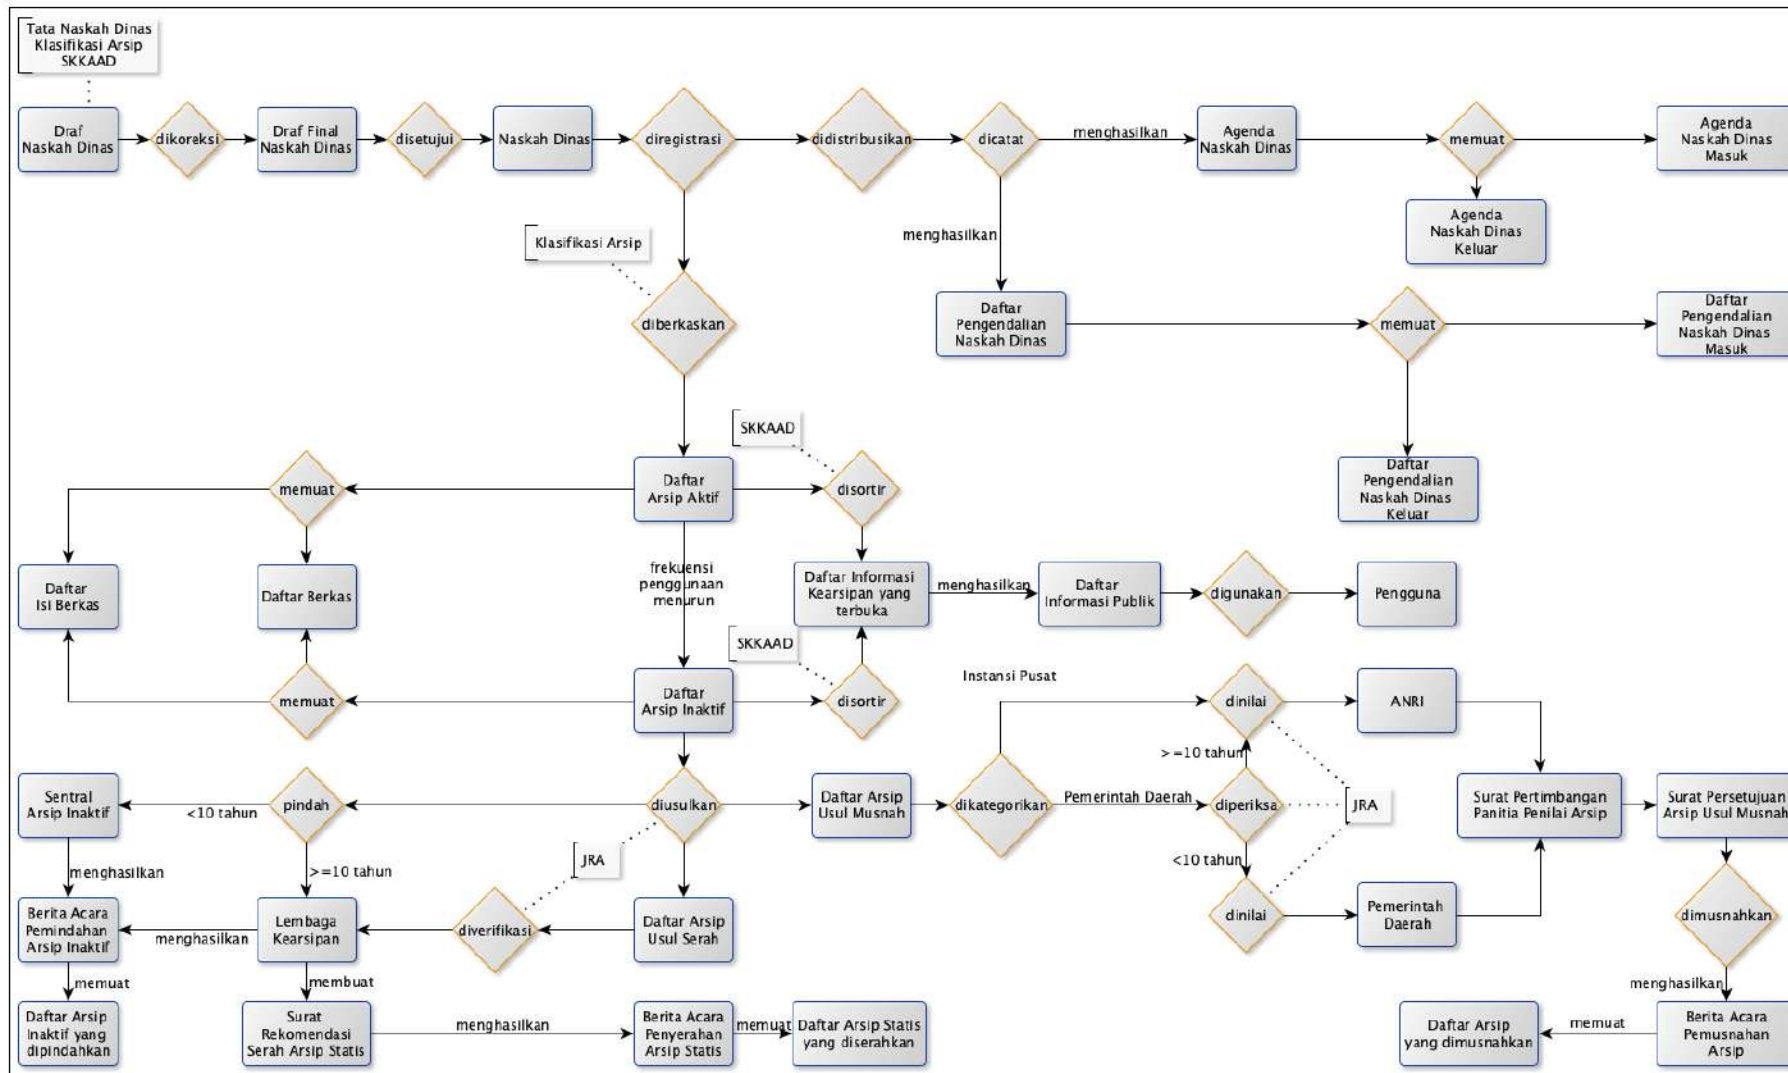 Tata Naskah Dinas
Klasifikasi Arsip
SKKAAD
Draf
Naskah Dinas
dikoreksi
Draf Final
Naskah Dinas
disetujui
Naskah Dinas
diregistrasi
didistribusikan
dicatat
menghasilkan
Agenda
Naskah Dinas
memuat
Agenda
Naskah Dinas
Masuk
Agenda
Naskah Dinas
Keluar
menghasilkan
Klasifikasi Arsip
diberkaskan
Daftar
Pengendalian
Naskah Dinas
memuat
Daftar
Pengendalian
Naskah Dinas
Masuk
Daftar
Pengendalian
Naskah Dinas
Keluar
SKKAAD
memuat
Daftar
Arsip Aktif
disortir
Daftar
Isi Berkas
Daftar Berkas
frekuensi
penggunaan
menurun
Daftar Informasi
Kearsipan yang
terbuka
menghasilkan
Daftar
Informasi Publik
digunakan
Pengguna
SKKAAD
memuat
Daftar
Arsip Inaktif
disortir
Instansi Pusat
dinilai
ANRI
>=10 tahun
Sentral
Arsip Inaktif
<10 tahun
pindah
diusulkan
Daftar Arsip
Usul Musnah
dikategorikan
Pemerintah Daerah
diperiksa
JRA
Surat Pertimbangan
Panitia Penilai Arsip
Surat Persetujuan
Arsip Usul Musnah
menghasilkan
>=10 tahun
JRA
<10 tahun
Berita Acara
Pemindahan
Arsip Inaktif
menghasilkan
Lembaga
Kearsipan
diverifikasi
Daftar Arsip
Usul Serah
dinilai
Pemerintah
Daerah
dimusnahkan
memuat
membuat
menghasilkan
Daftar Arsip
Inaktif yang
dipindahkan
Surat
Rekomendasi
Serah Arsip Statis
menghasilkan
Berita Acara
Penyerahan
Arsip Statis
memuat
Daftar Arsip Statis
yang diserahkan
Daftar Arsip
yang dimusnahkan
memuat
Berita Acara
Pemusnahan
Arsip